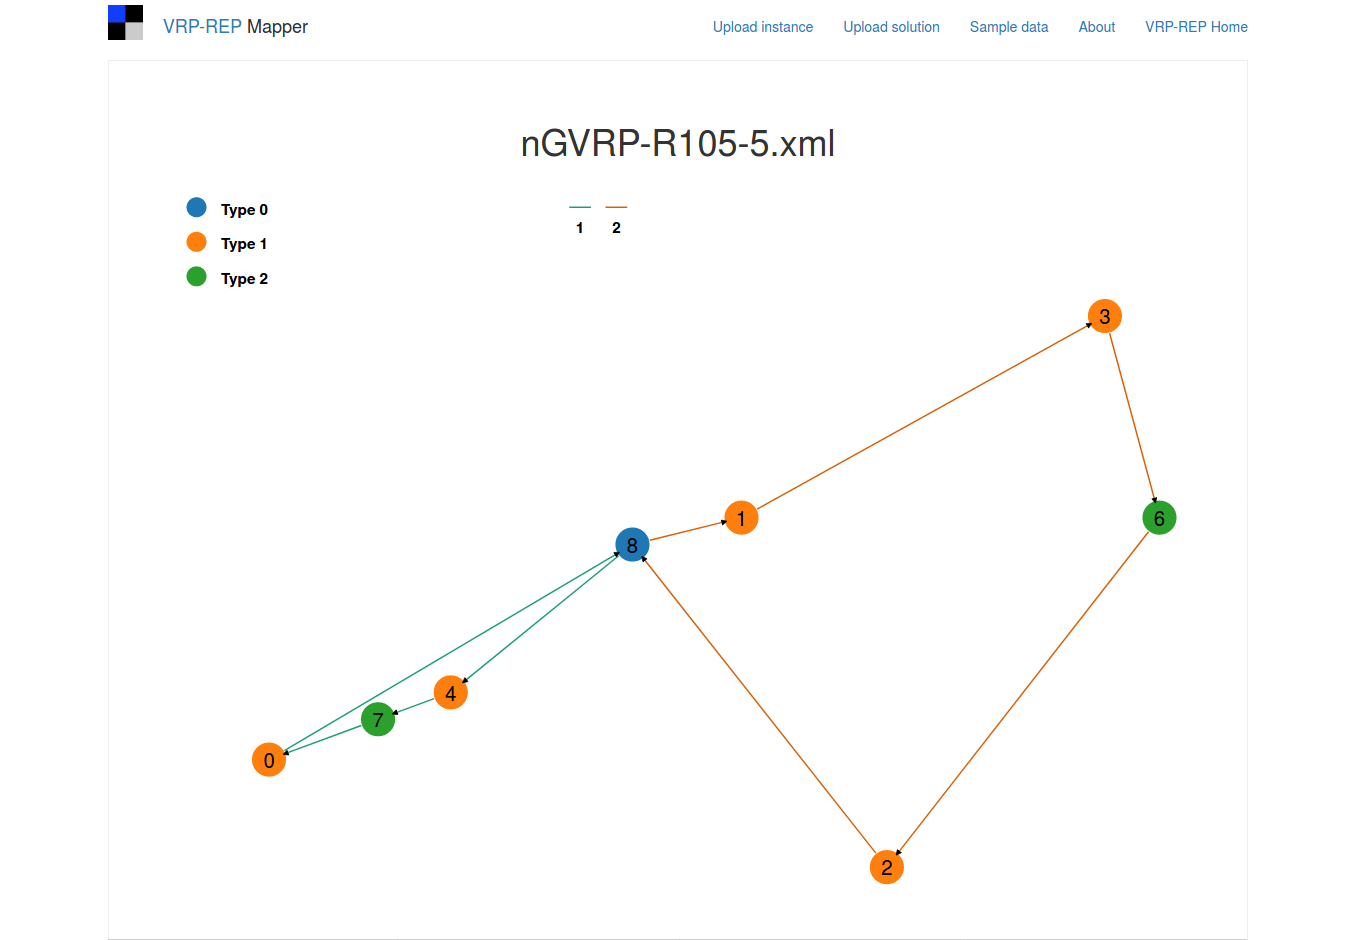 VRP-REP Mapper
Upload instance Upload solution Sample data About VRP-REP Home
nGVRP-R105-5.xml
Type 0
Type 1
Type 2
1 2
3
1
6
8
4
7
0
2